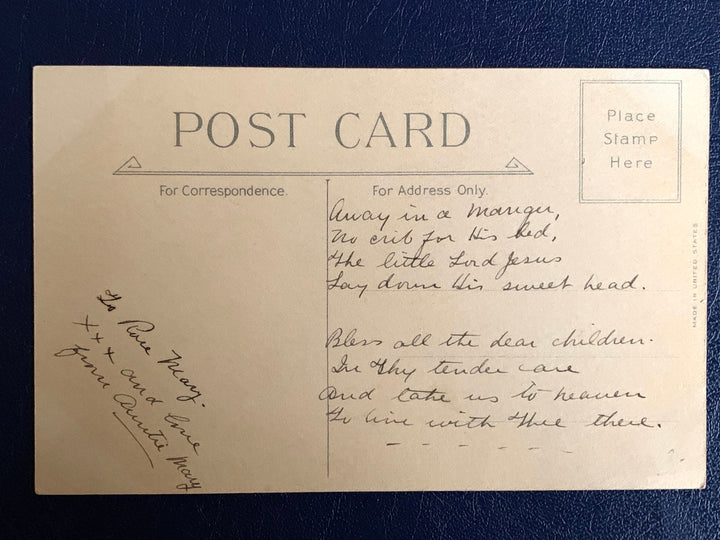 POST CARD
Place
Stamp
Here
For Correspondence.
For Address Only.
Away in a Manger,
No crib for His bed,
The little Lord Jesus
Lay down His sweet head.
Bless all the dear children.
In Thy tender care
And take us to heaven
To live with Thee there.
To Rose Mary.
xxx and love
from Auntie Mary
MADE IN UNITED STATES